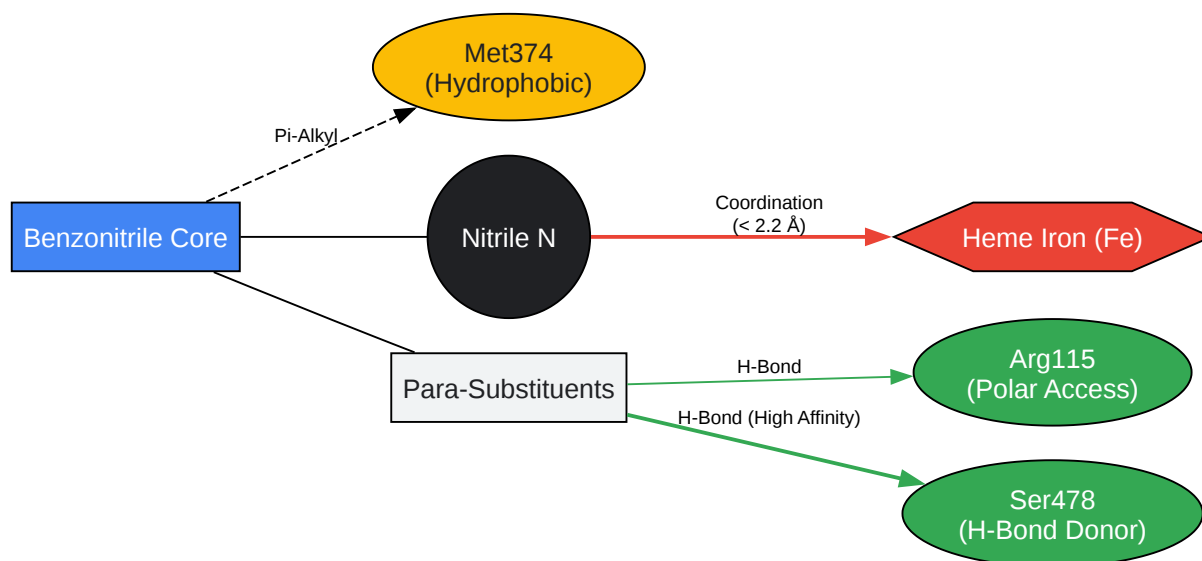 Met374
(Hydrophobic)
Pi-Alkyl
Benzonitrile Core
Nitrile N
Coordination
(< 2.2 Å)
Heme Iron (Fe)
Para-Substituents
H-Bond
Arg115
(Polar Access)
H-Bond (High Affinity)
Ser478
(H-Bond Donor)